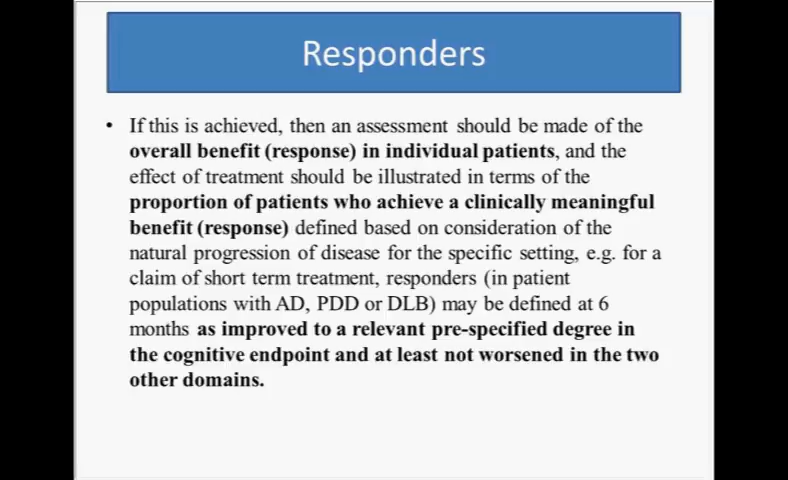 Responders
• If this is achieved, then an assessment should be made of the
overall benefit (response) in individual patients, and the
effect of treatment should be illustrated in terms of the
proportion of patients who achieve a clinically meaningful
benefit (response) defined based on consideration of the
natural progression of disease for the specific setting, e.g. for a
claim of short term treatment, responders (in patient
populations with AD, PDD or DLB) may be defined at 6
months as improved to a relevant pre-specified degree in
the cognitive endpoint and at least not worsened in the two
other domains.